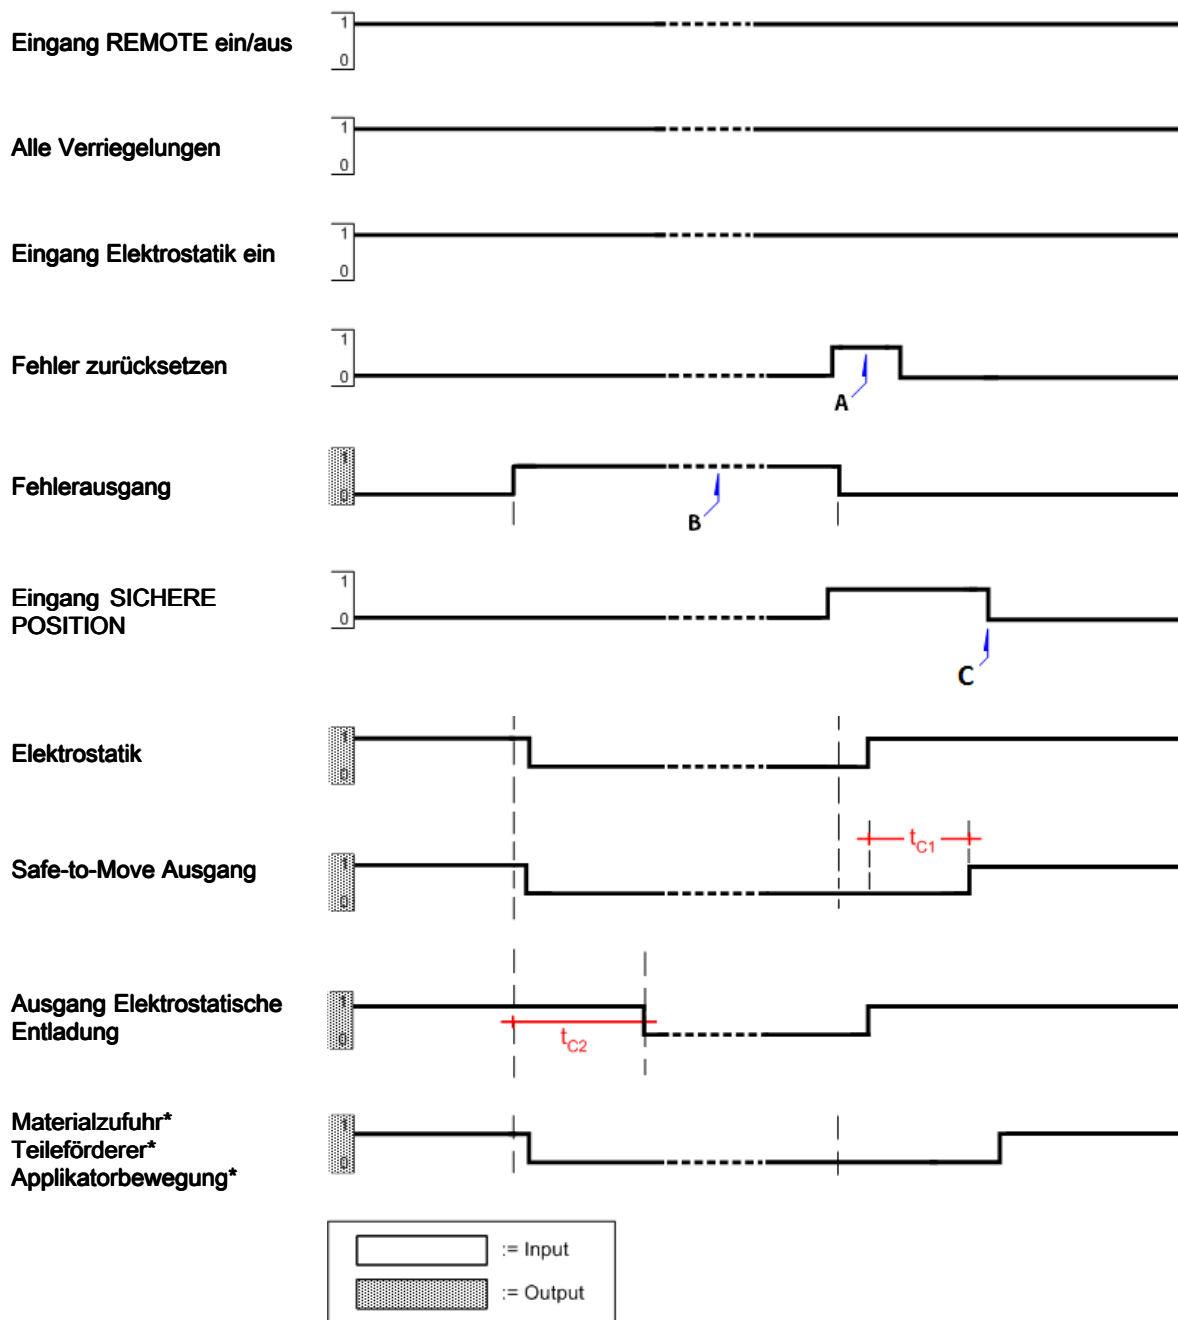 Eingang REMOTE ein/aus
1
0
Alle Verriegelungen
1
0
Eingang Elektrostatik ein
1
0
Fehler zurücksetzen
1
0
A
Fehlerausgang
1
0
B
Eingang SICHERE
POSITION
1
0
C
Elektrostatik
1
0
Safe-to-Move Ausgang
1
0
tC1
Ausgang Elektrostatische
Entladung
1
0
tC2
Materialzufuhr*
Teileförderer*
Applikatorbewegung*
1
0
:= Input
:= Output